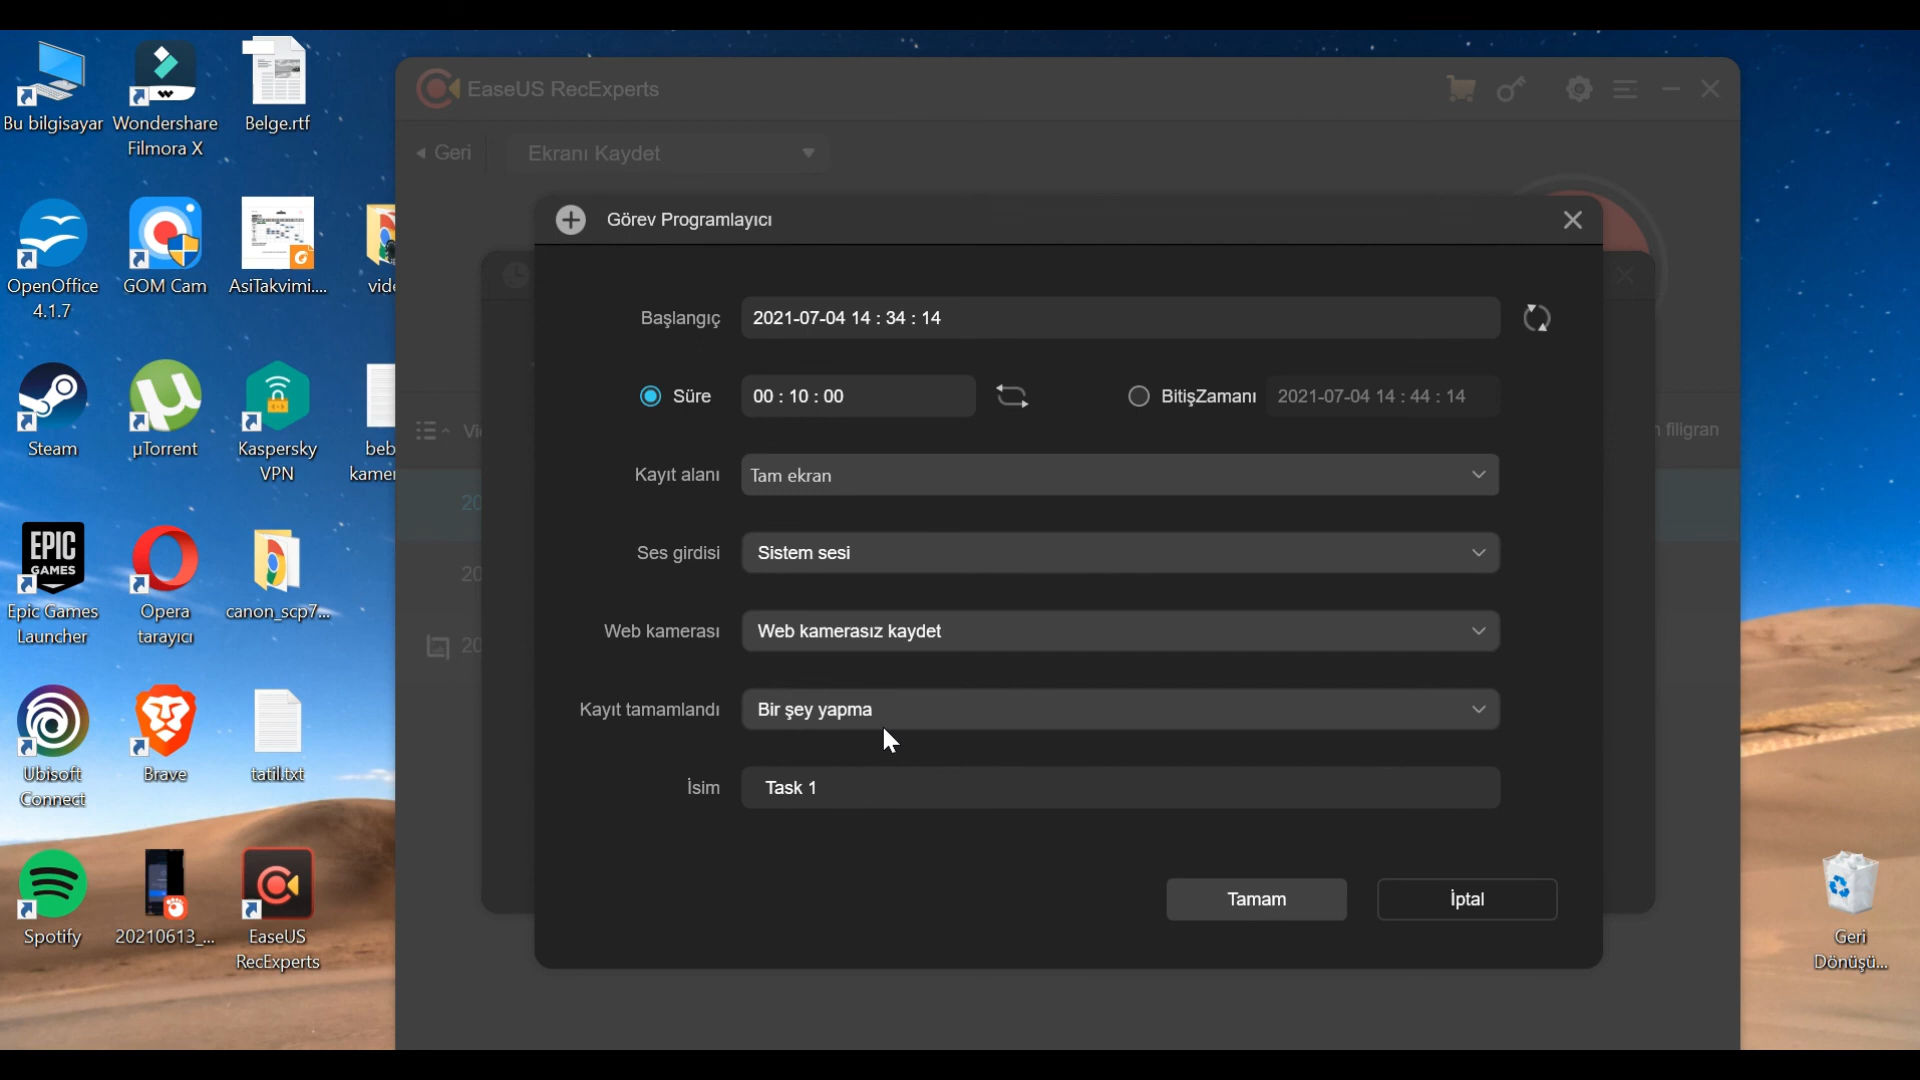 Bu bilgisayar
Wondershare
Filmora X
Belge.rtf
OpenOffice
4.1.7
GOM Cam
AsiTakvimi....
Steam
µTorrent
Kaspersky
VPN
EPIC
GAMES
Epic Games
Launcher
Opera
tarayıcı
canon_scp7...
Ubisoft
Connect
Brave
tatil.txt
Spotify
20210613_...
EaseUS
RecExperts
EaseUS RecExperts
Geri
Ekranı Kaydet
Görev Programlayıcı
Başlangıç 2021-07-04 14 : 34 : 14
Süre 00 : 10 : 00 BitişZamanı 2021-07-04 14 : 44 : 14
filigran
Kayıt alanı Tam ekran
Ses girdisi Sistem sesi
Web kamerası Web kamerasız kaydet
Kayıt tamamlandı Bir şey yapma
İsim Task 1
Tamam İptal
Geri
Dönüşü...